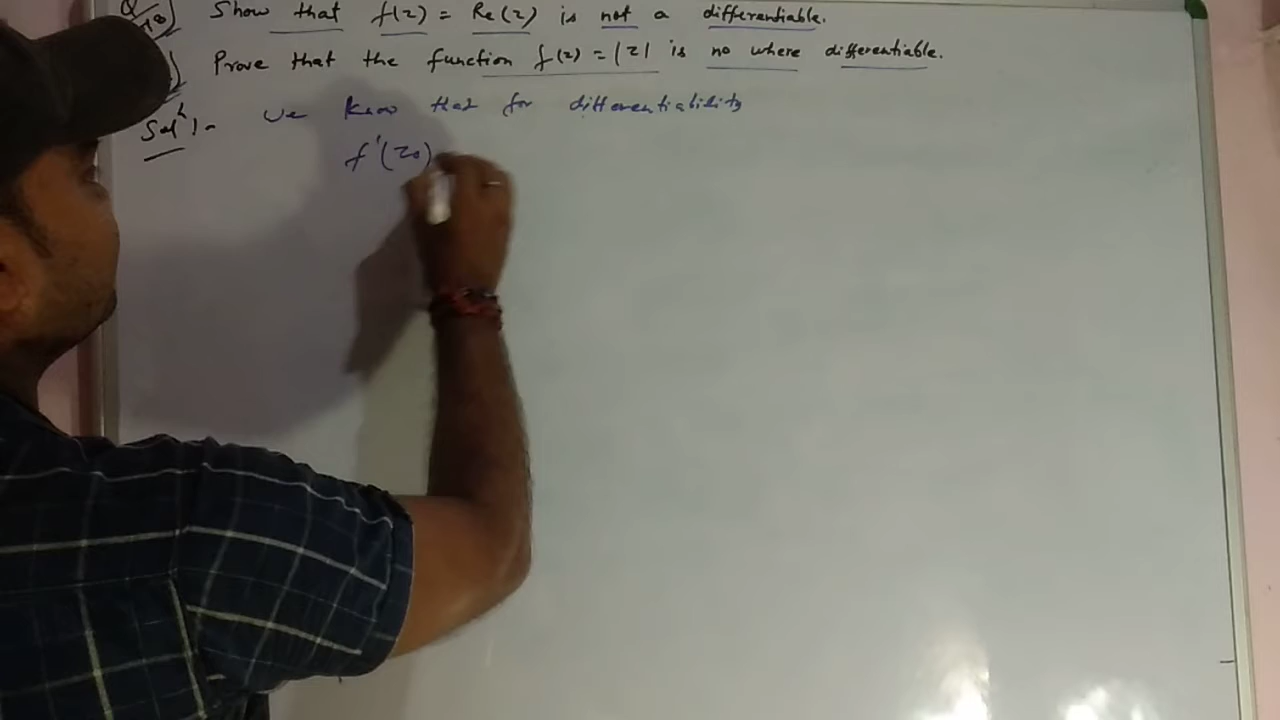 Show that f(z) = Re(z) is not a differentiable.
Prove that the function f(z) = |z| is no where differentiable.
Solⁿ:- we know that for differentiability
f'(z₀)